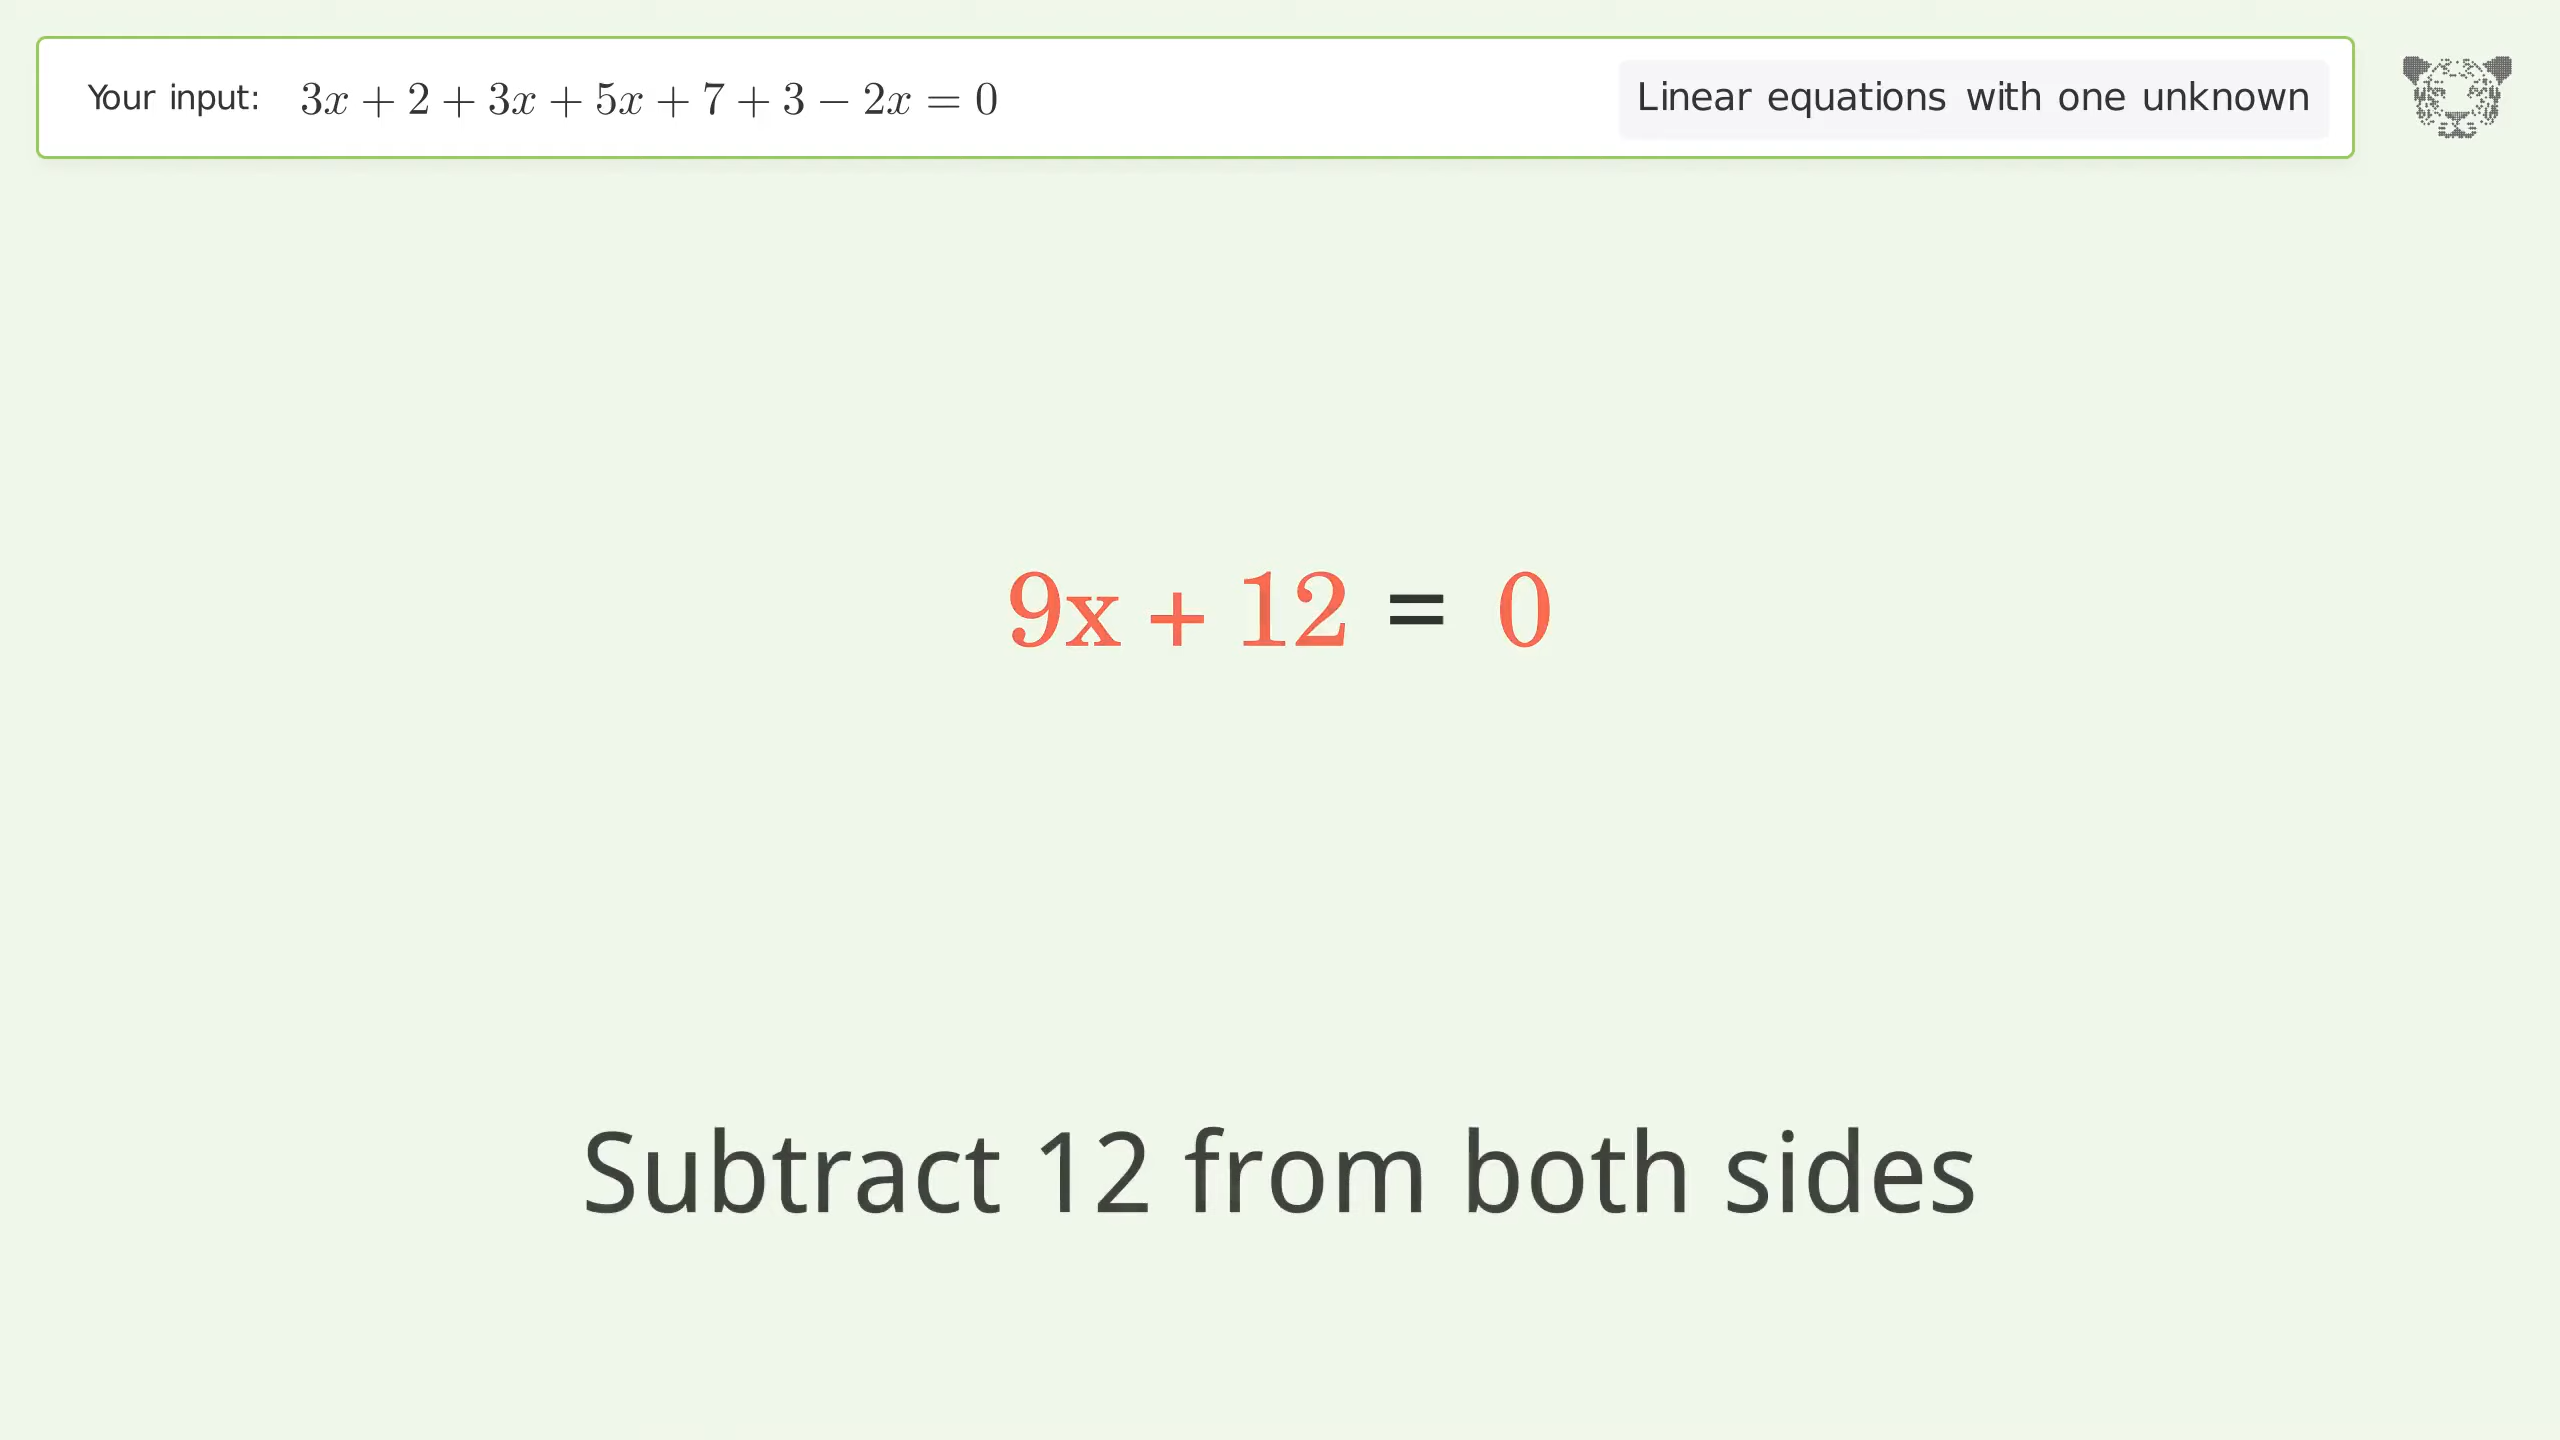 Your input: 3x + 2 + 3x + 5x + 7 + 3 − 2x = 0 Linear equations with one unknown
9x + 12 = 0
Subtract 12 from both sides